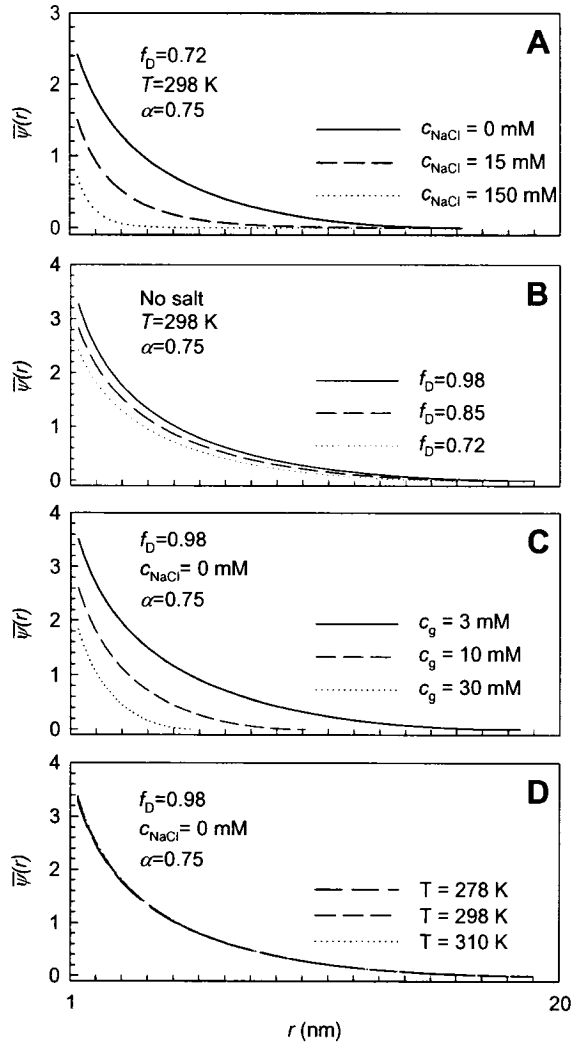 3
2
1
0
ψ̅(r)
A
f_D=0.72
T=298 K
α=0.75
c_NaCl = 0 mM
c_NaCl = 15 mM
c_NaCl = 150 mM
4
3
2
1
0
ψ̅(r)
B
No salt
T=298 K
α=0.75
f_D=0.98
f_D=0.85
f_D=0.72
4
3
2
1
0
ψ̅(r)
C
f_D=0.98
c_NaCl= 0 mM
α=0.75
c_g = 3 mM
c_g = 10 mM
c_g = 30 mM
4
3
2
1
0
ψ̅(r)
D
f_D=0.98
c_NaCl= 0 mM
α=0.75
T = 278 K
T = 298 K
T = 310 K
1
20
r (nm)